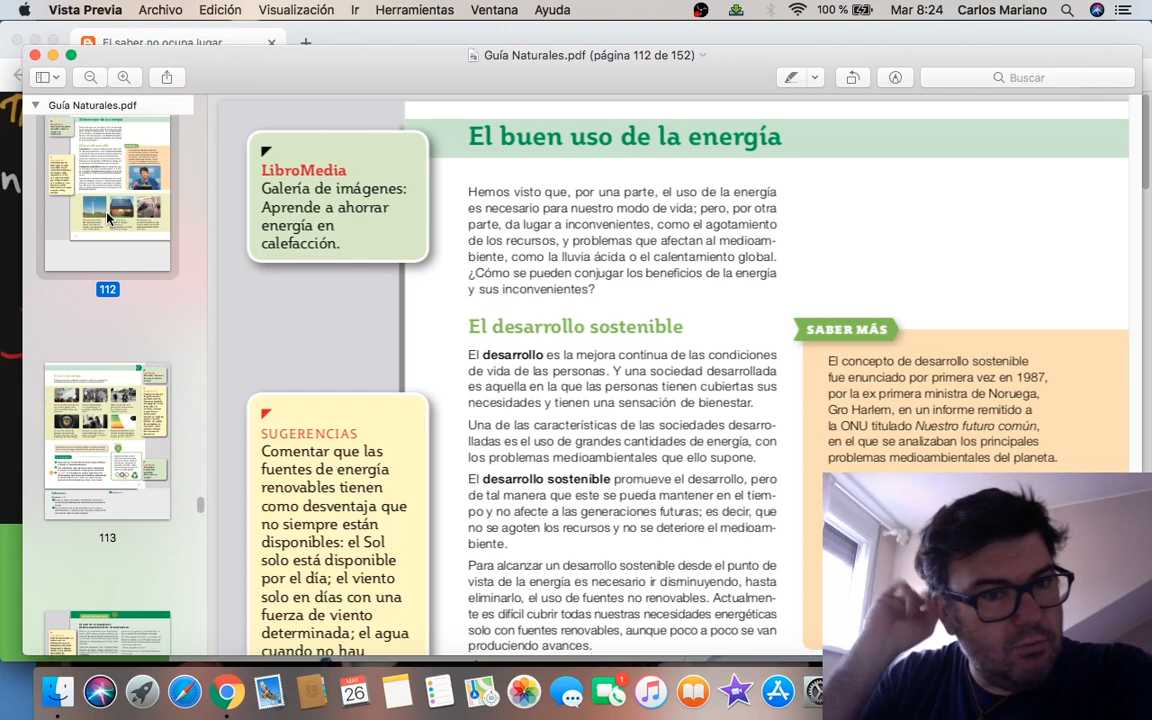 Vista Previa Archivo Edición Visualización Ir Herramientas Ventana Ayuda 100 % Mar 8:24 Carlos Mariano
El saber no ocupa lugar
Guía Naturales.pdf (página 112 de 152)
Buscar
Guía Naturales.pdf
112
113
LibroMedia
Galería de imágenes:
Aprende a ahorrar
energía en
calefacción.
SUGERENCIAS
Comentar que las
fuentes de energía
renovables tienen
como desventaja que
no siempre están
disponibles: el Sol
solo está disponible
por el día; el viento
solo en días con una
fuerza de viento
determinada; el agua
cuando no hau
El buen uso de la energía
Hemos visto que, por una parte, el uso de la energía
es necesario para nuestro modo de vida; pero, por otra
parte, da lugar a inconvenientes, como el agotamiento
de los recursos, y problemas que afectan al medioam-
biente, como la lluvia ácida o el calentamiento global.
¿Cómo se pueden conjugar los beneficios de la energía
y sus inconvenientes?
El desarrollo sostenible
El desarrollo es la mejora continua de las condiciones
de vida de las personas. Y una sociedad desarrollada
es aquella en la que las personas tienen cubiertas sus
necesidades y tienen una sensación de bienestar.
Una de las características de las sociedades desarro-
lladas es el uso de grandes cantidades de energía, con
los problemas medioambientales que ello supone.
El desarrollo sostenible promueve el desarrollo, pero
de tal manera que este se pueda mantener en el tiem-
po y no afecte a las generaciones futuras; es decir, que
no se agoten los recursos y no se deteriore el medioam-
biente.
Para alcanzar un desarrollo sostenible desde el punto de
vista de la energía es necesario ir disminuyendo, hasta
eliminarlo, el uso de fuentes no renovables. Actualmen-
te es difícil cubrir todas nuestras necesidades energéticas
solo con fuentes renovables, aunque poco a poco se van
produciendo avances.
SABER MÁS
El concepto de desarrollo sostenible
fue enunciado por primera vez en 1987,
por la ex primera ministra de Noruega,
Gro Harlem, en un informe remitido a
la ONU titulado Nuestro futuro común,
en el que se analizaban los principales
problemas medioambientales del planeta.
MAY
26
1